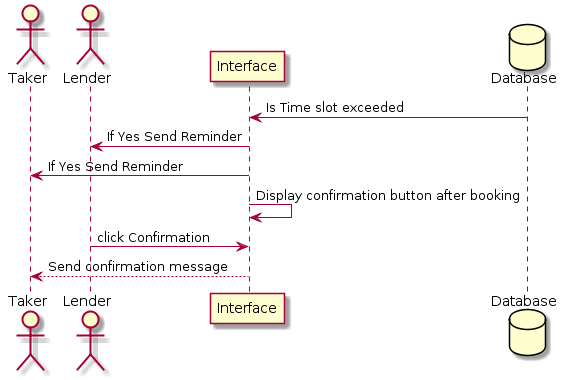 Taker
Lender
Interface
Database
Is Time slot exceeded
If Yes Send Reminder
If Yes Send Reminder
Display confirmation button after booking
click Confirmation
Send confirmation message
Taker
Lender
Interface
Database